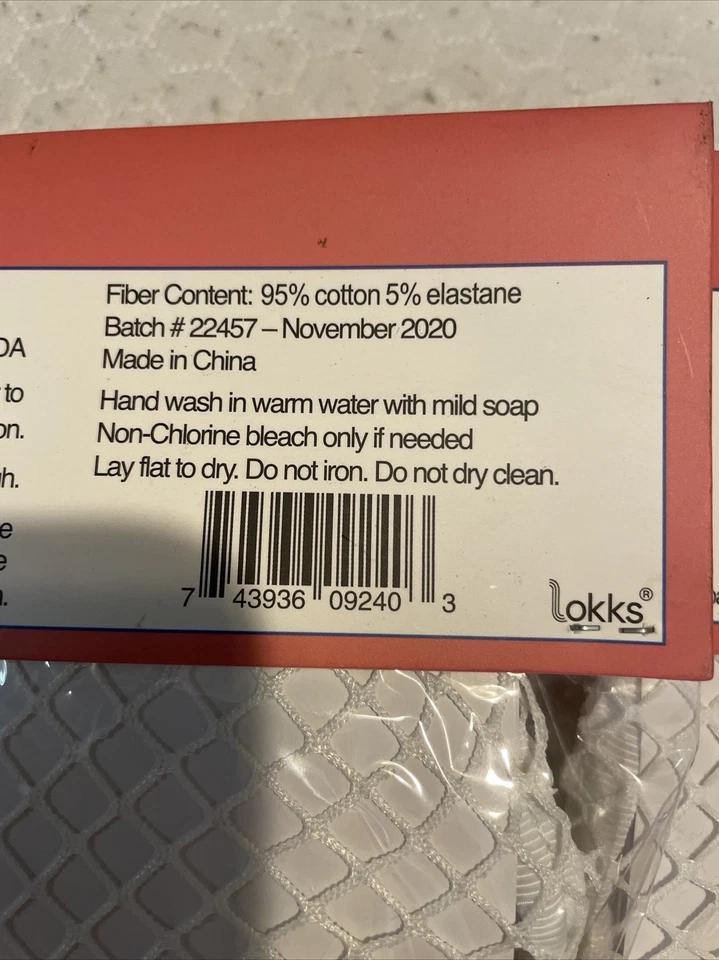 Fiber Content: 95% cotton 5% elastane
Batch # 22457 – November 2020
Made in China
Hand wash in warm water with mild soap
Non-Chlorine bleach only if needed
Lay flat to dry. Do not iron. Do not dry clean.
7 43936 09240 3
Lokks®
to